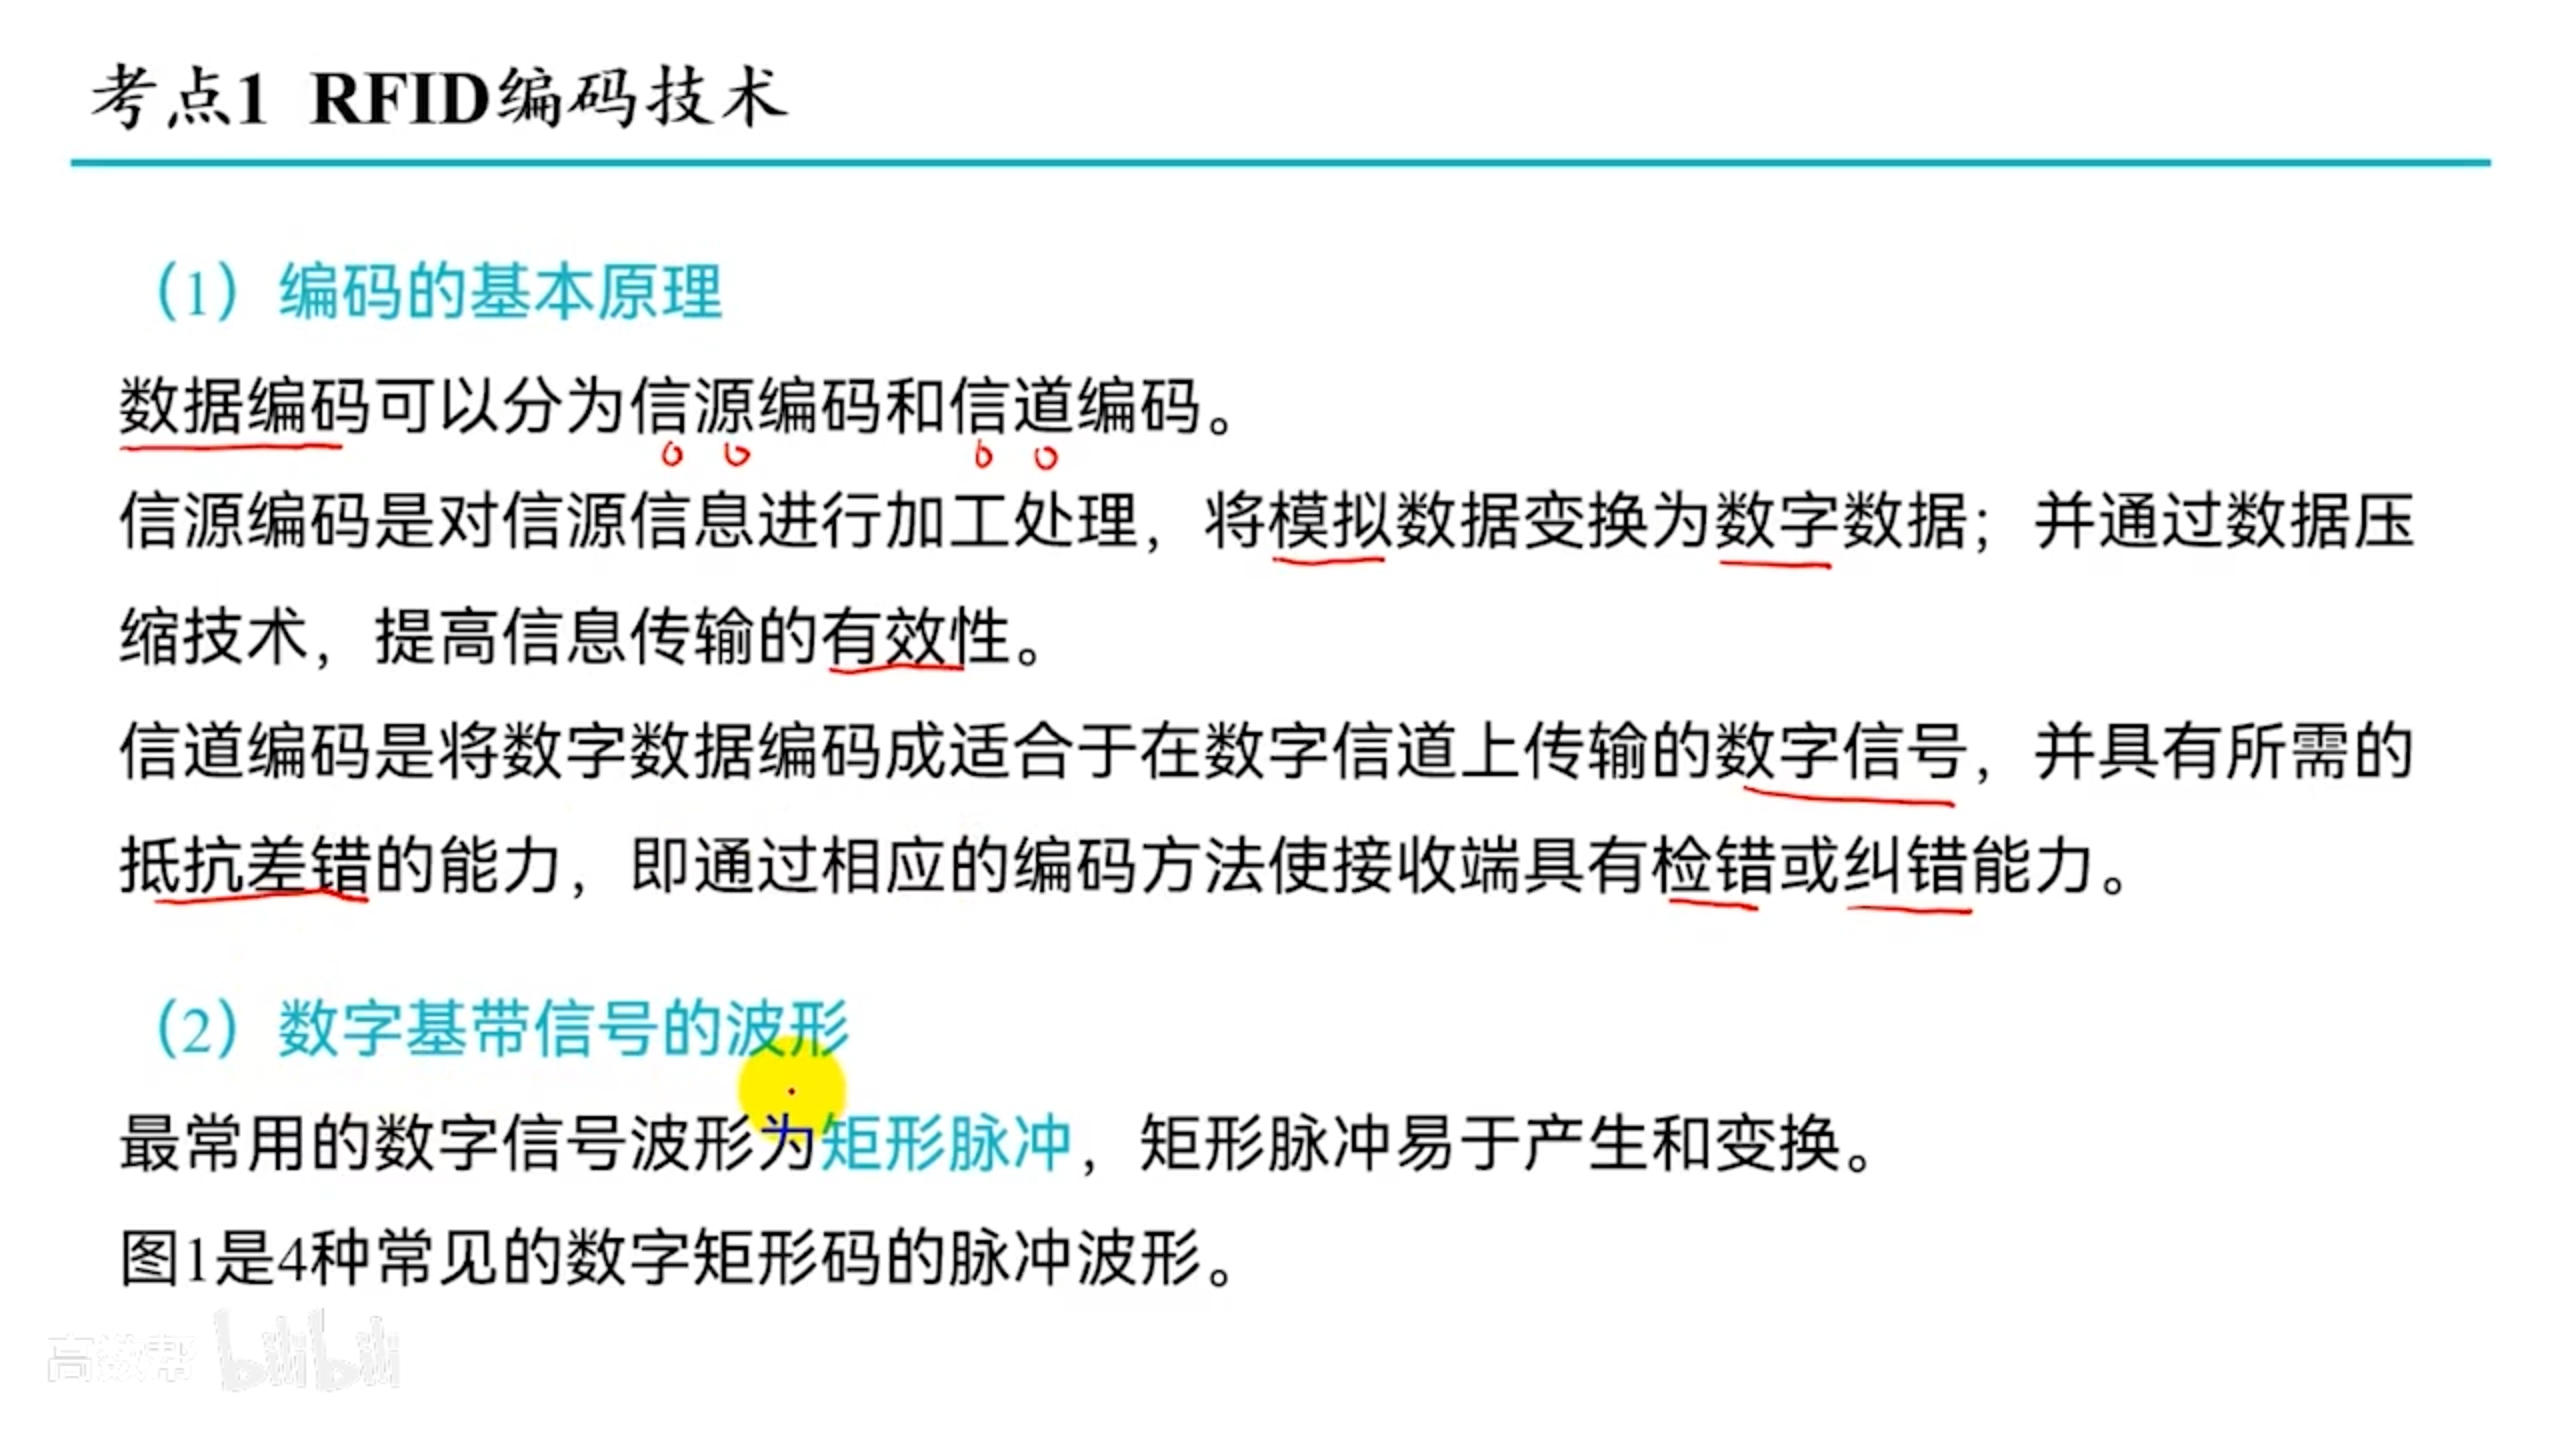 考点1 RFID编码技术
（1）编码的基本原理
数据编码可以分为信源编码和信道编码。
信源编码是对信源信息进行加工处理，将模拟数据变换为数字数据；并通过数据压
缩技术，提高信息传输的有效性。
信道编码是将数字数据编码成适合于在数字信道上传输的数字信号，并具有所需的
抵抗差错的能力，即通过相应的编码方法使接收端具有检错或纠错能力。
（2）数字基带信号的波形
最常用的数字信号波形为矩形脉冲，矩形脉冲易于产生和变换。
图1是4种常见的数字矩形码的脉冲波形。
高数帮 bilibili